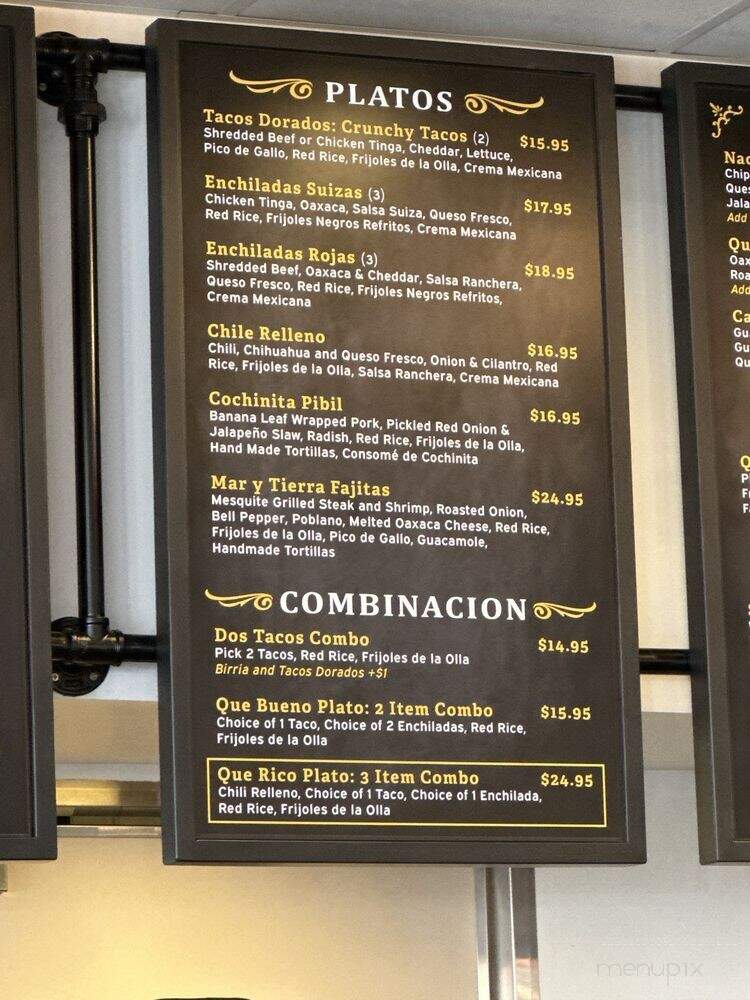 PLATOS
Tacos Dorados: Crunchy Tacos (2) $15.95
Shredded Beef or Chicken Tinga, Cheddar, Lettuce,
Pico de Gallo, Red Rice, Frijoles de la Olla, Crema Mexicana
Enchiladas Suizas (3) $17.95
Chicken Tinga, Oaxaca, Salsa Suiza, Queso Fresco,
Red Rice, Frijoles Negros Refritos, Crema Mexicana
Enchiladas Rojas (3) $18.95
Shredded Beef, Oaxaca & Cheddar, Salsa Ranchera,
Queso Fresco, Red Rice, Frijoles Negros Refritos,
Crema Mexicana
Chile Relleno $16.95
Chili, Chihuahua and Queso Fresco, Onion & Cilantro, Red
Rice, Frijoles de la Olla, Salsa Ranchera, Crema Mexicana
Cochinita Pibil $16.95
Banana Leaf Wrapped Pork, Pickled Red Onion &
Jalapeño Slaw, Radish, Red Rice, Frijoles de la Olla,
Hand Made Tortillas, Consomé de Cochinita
Mar y Tierra Fajitas $24.95
Mesquite Grilled Steak and Shrimp, Roasted Onion,
Bell Pepper, Poblano, Melted Oaxaca Cheese, Red Rice,
Frijoles de la Olla, Pico de Gallo, Guacamole,
Handmade Tortillas
COMBINACION
Dos Tacos Combo $14.95
Pick 2 Tacos, Red Rice, Frijoles de la Olla
Birria and Tacos Dorados +$1
Que Bueno Plato: 2 Item Combo $15.95
Choice of 1 Taco, Choice of 2 Enchiladas, Red Rice,
Frijoles de la Olla
Que Rico Plato: 3 Item Combo $24.95
Chili Relleno, Choice of 1 Taco, Choice of 1 Enchilada,
Red Rice, Frijoles de la Olla
Add
menupix